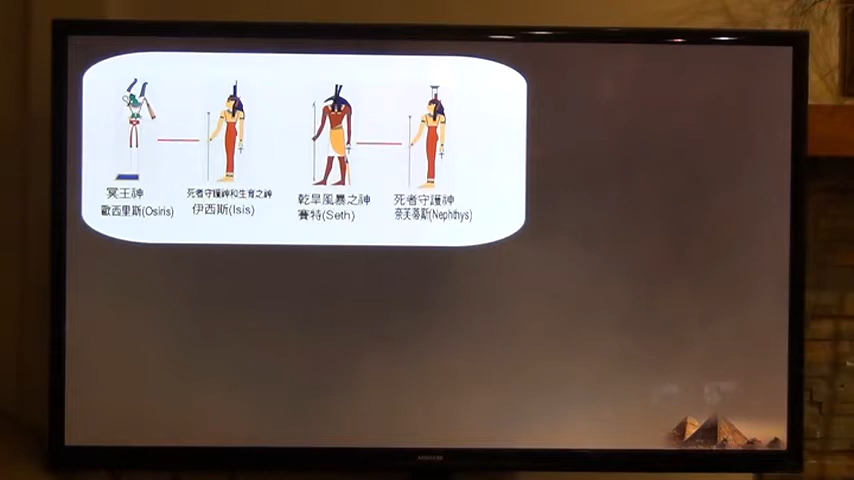 冥王神
歐西里斯(Osiris)
死者守護神和生育之神
伊西斯(Isis)
乾旱風暴之神
賽特(Seth)
死者守護神
奈芙蒂斯(Nephthys)